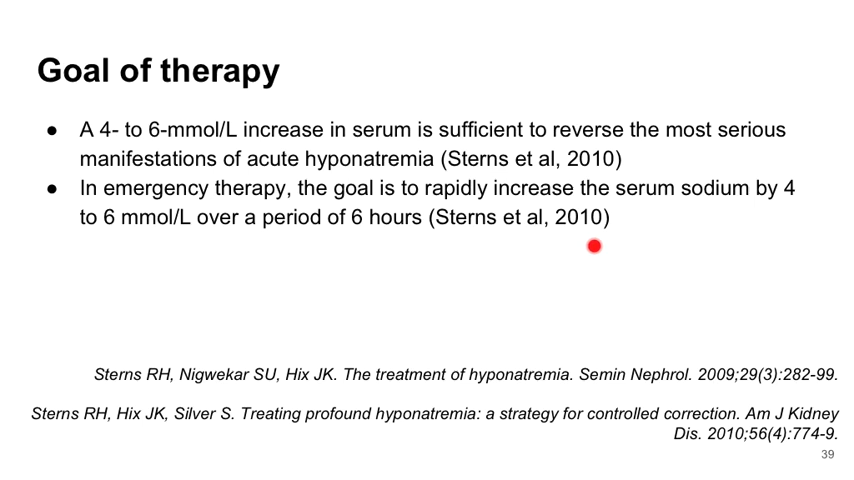 Goal of therapy
● A 4- to 6-mmol/L increase in serum is sufficient to reverse the most serious
manifestations of acute hyponatremia (Sterns et al, 2010)
● In emergency therapy, the goal is to rapidly increase the serum sodium by 4
to 6 mmol/L over a period of 6 hours (Sterns et al, 2010)
Sterns RH, Nigwekar SU, Hix JK. The treatment of hyponatremia. Semin Nephrol. 2009;29(3):282-99.
Sterns RH, Hix JK, Silver S. Treating profound hyponatremia: a strategy for controlled correction. Am J Kidney
Dis. 2010;56(4):774-9.
39